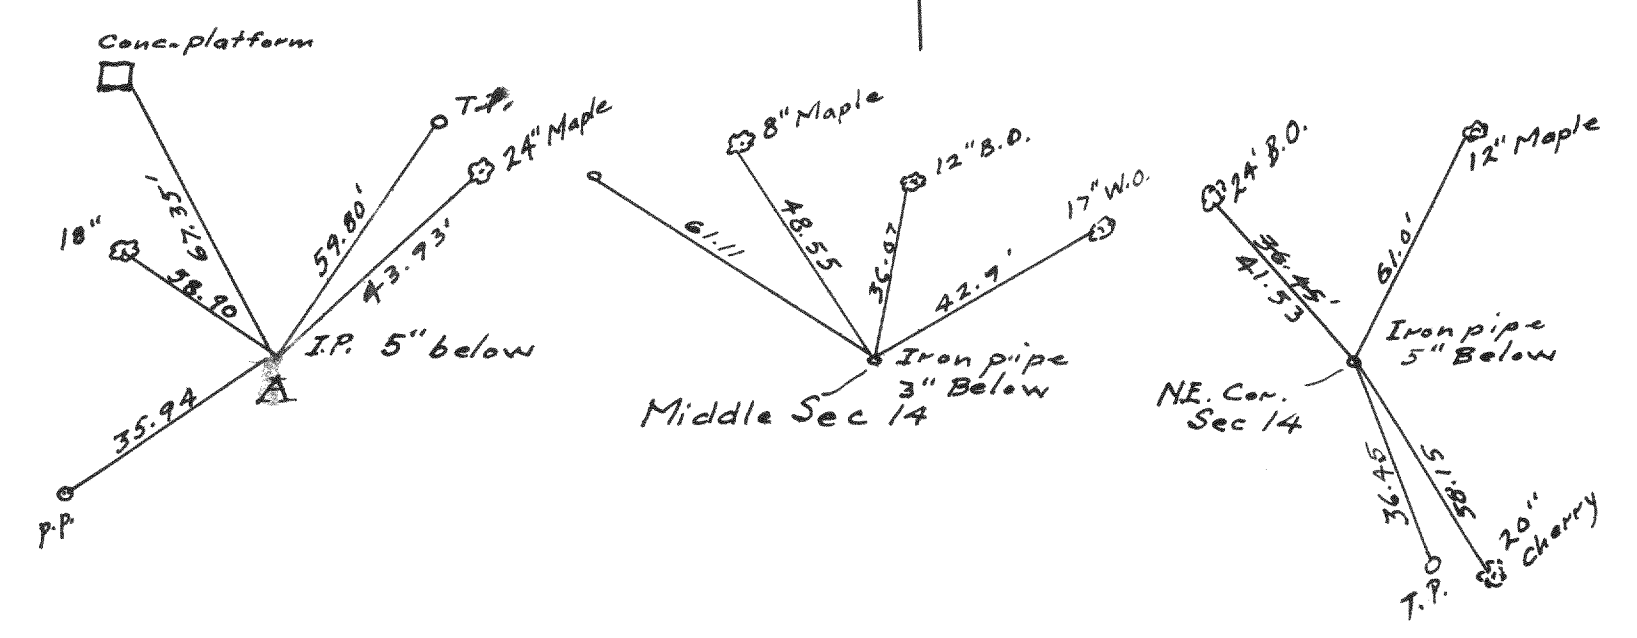 Conc. platform
T.P.
24" Maple
18"
67.35'
58.90
59.80'
43.93'
I.P. 5" below
A
35.94
P.P.
8" Maple
12" B.O.
17" W.O.
61.11
48.55
36.07
42.9'
Iron pipe
3" Below
Middle Sec 14
24' B.O.
12" Maple
36.45'
41.53
61.0'
Iron pipe
5" Below
N.E. Cor.
Sec 14
36.45
58.15
20"
Cherry
T.P.